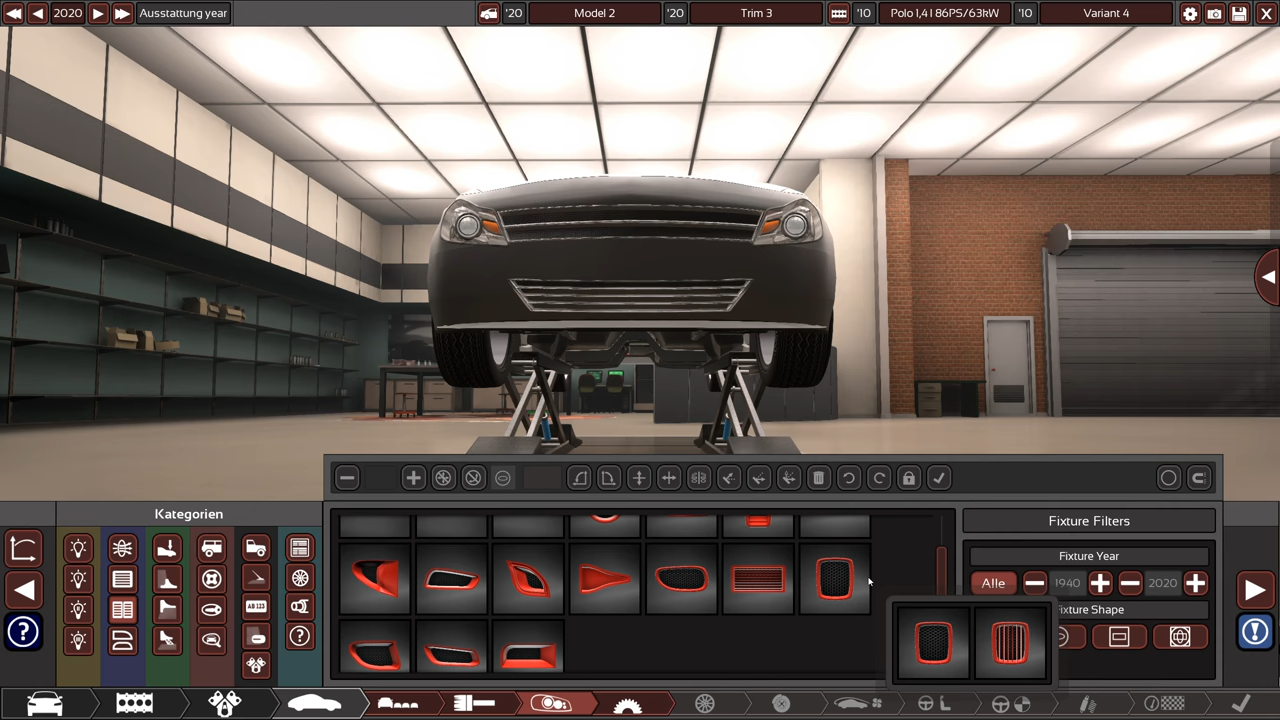 2020 Ausstattung year '20 Model 2 '20 Trim 3 '10 Polo 1,4 l 86PS/63kW '10 Variant 4
Kategorien
AB 123
Fixture Filters
Fixture Year
Alle 1940 2020
Fixture Shape